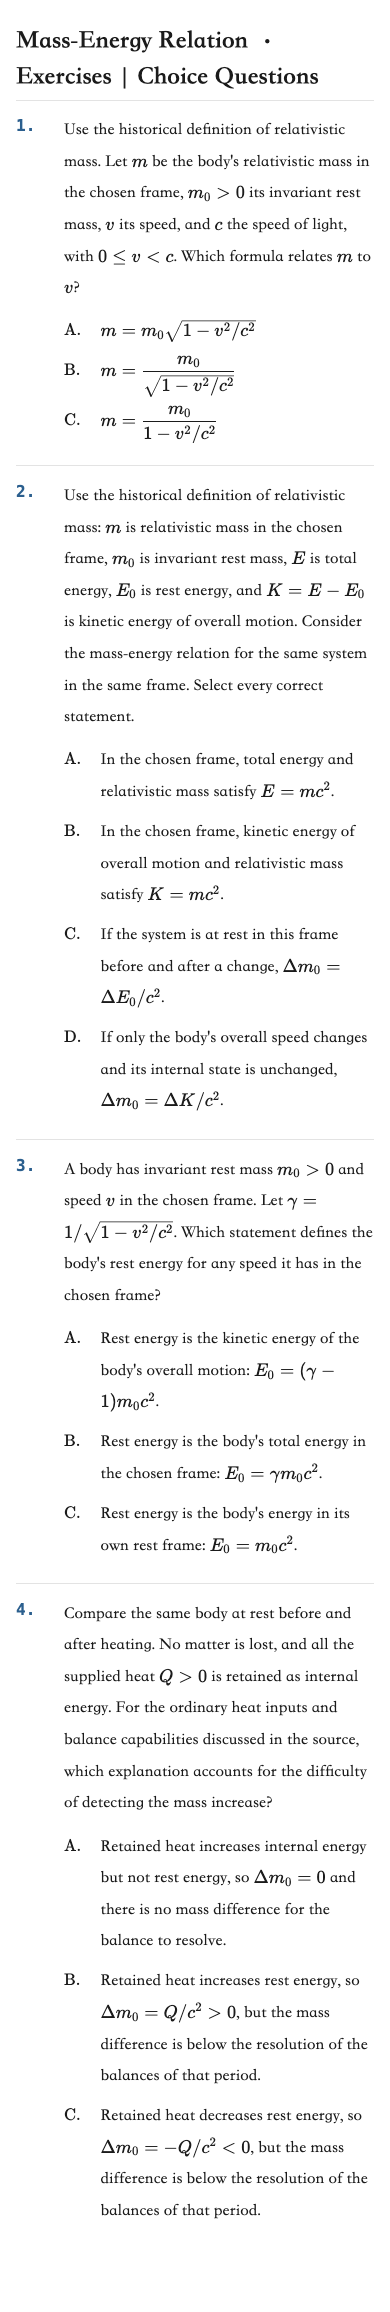 Mass-Energy Relation ·
Exercises | Choice Questions
1. Use the historical definition of relativistic
mass. Let m be the body's relativistic mass in
the chosen frame, m₀ > 0 its invariant rest
mass, v its speed, and c the speed of light,
with 0 ≤ v < c. Which formula relates m to
v?
A. m = m₀√(1 − v²/c²)
B. m = m₀/√(1 − v²/c²)
C. m = m₀/(1 − v²/c²)
2. Use the historical definition of relativistic
mass: m is relativistic mass in the chosen
frame, m₀ is invariant rest mass, E is total
energy, E₀ is rest energy, and K = E − E₀
is kinetic energy of overall motion. Consider
the mass-energy relation for the same system
in the same frame. Select every correct
statement.
A. In the chosen frame, total energy and
relativistic mass satisfy E = mc².
B. In the chosen frame, kinetic energy of
overall motion and relativistic mass
satisfy K = mc².
C. If the system is at rest in this frame
before and after a change, Δm₀ =
ΔE₀/c².
D. If only the body's overall speed changes
and its internal state is unchanged,
Δm₀ = ΔK/c².
3. A body has invariant rest mass m₀ > 0 and
speed v in the chosen frame. Let γ =
1/√(1 − v²/c²). Which statement defines the
body's rest energy for any speed it has in the
chosen frame?
A. Rest energy is the kinetic energy of the
body's overall motion: E₀ = (γ −
1)m₀c².
B. Rest energy is the body's total energy in
the chosen frame: E₀ = γm₀c².
C. Rest energy is the body's energy in its
own rest frame: E₀ = m₀c².
4. Compare the same body at rest before and
after heating. No matter is lost, and all the
supplied heat Q > 0 is retained as internal
energy. For the ordinary heat inputs and
balance capabilities discussed in the source,
which explanation accounts for the difficulty
of detecting the mass increase?
A. Retained heat increases internal energy
but not rest energy, so Δm₀ = 0 and
there is no mass difference for the
balance to resolve.
B. Retained heat increases rest energy, so
Δm₀ = Q/c² > 0, but the mass
difference is below the resolution of the
balances of that period.
C. Retained heat decreases rest energy, so
Δm₀ = −Q/c² < 0, but the mass
difference is below the resolution of the
balances of that period.